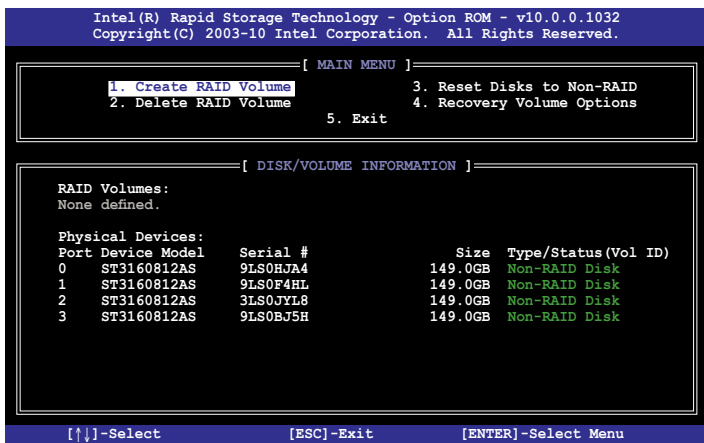 Intel(R) Rapid Storage Technology - Option ROM - v10.0.0.1032
Copyright(C) 2003-10 Intel Corporation. All Rights Reserved.
[ MAIN MENU ]
1. Create RAID Volume 3. Reset Disks to Non-RAID
2. Delete RAID Volume 4. Recovery Volume Options
5. Exit
[ DISK/VOLUME INFORMATION ]
RAID Volumes:
None defined.
Physical Devices:
Port Device Model Serial # Size Type/Status(Vol ID)
0 ST3160812AS 9LS0HJA4 149.0GB Non-RAID Disk
1 ST3160812AS 9LS0F4HL 149.0GB Non-RAID Disk
2 ST3160812AS 3LS0JYL8 149.0GB Non-RAID Disk
3 ST3160812AS 9LS0BJ5H 149.0GB Non-RAID Disk
[↑↓]-Select [ESC]-Exit [ENTER]-Select Menu